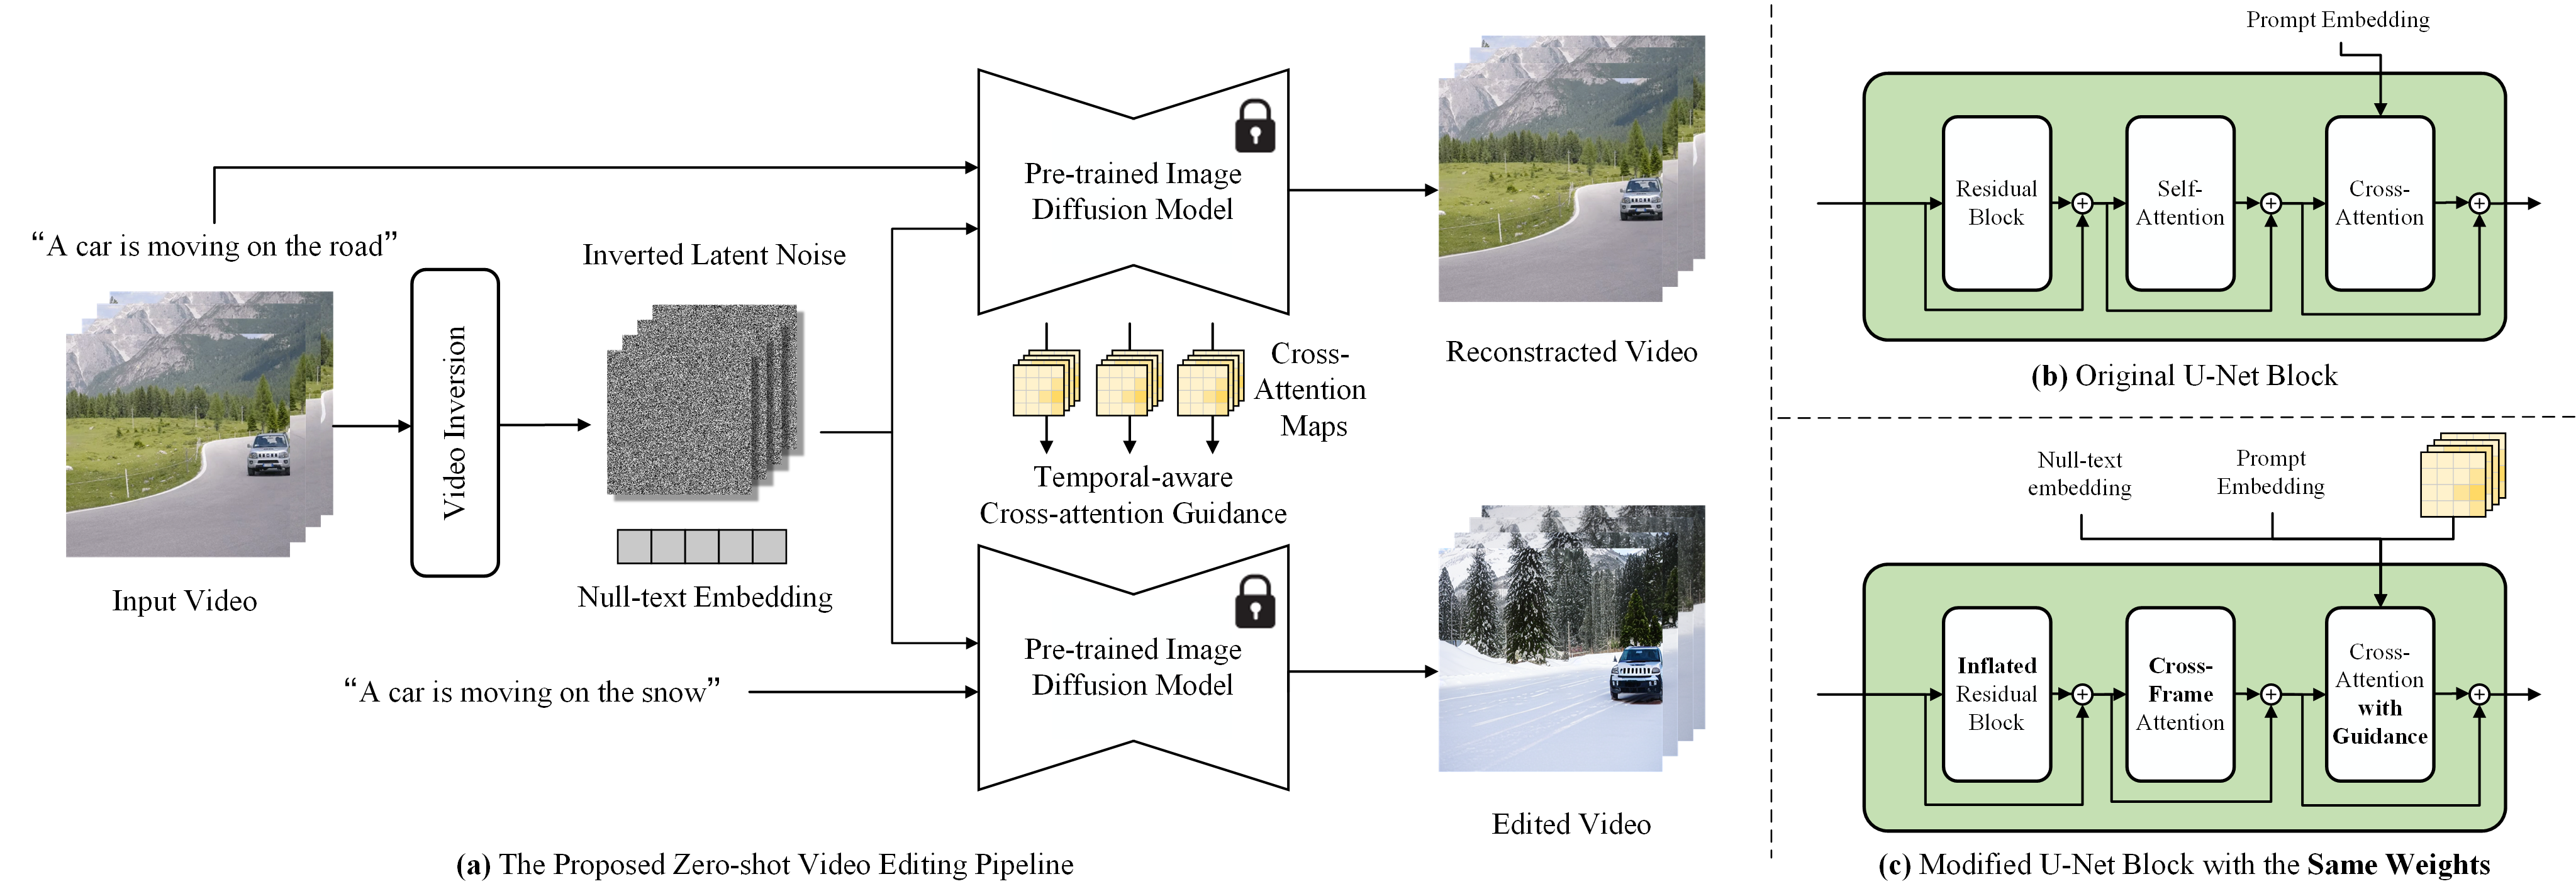 “A car is moving on the road”
Input Video
Video Inversion
Inverted Latent Noise
Null-text Embedding
“A car is moving on the snow”
Pre-trained Image
Diffusion Model
Cross-
Attention
Maps
Temporal-aware
Cross-attention Guidance
Pre-trained Image
Diffusion Model
Reconstracted Video
Edited Video
(a) The Proposed Zero-shot Video Editing Pipeline
Prompt Embedding
Residual
Block
+
Self-
Attention
+
Cross-
Attention
+
(b) Original U-Net Block
Null-text
embedding
Prompt
Embedding
Inflated
Residual
Block
+
Cross-
Frame
Attention
+
Cross-
Attention
with
Guidance
+
(c) Modified U-Net Block with the Same Weights